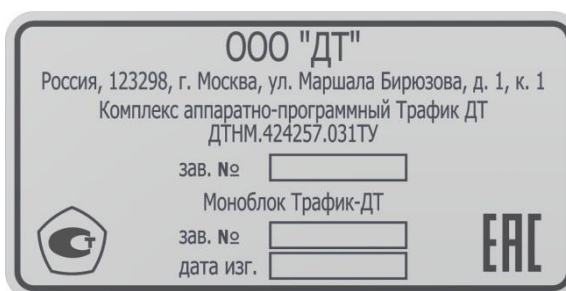 ООО "ДТ"
Россия, 123298, г. Москва, ул. Маршала Бирюзова, д. 1, к. 1
Комплекс аппаратно-программный Трафик ДТ
ДТНМ.424257.031ТУ
зав. №
Моноблок Трафик-ДТ
зав. №
дата изг.
Ст
ЕАС